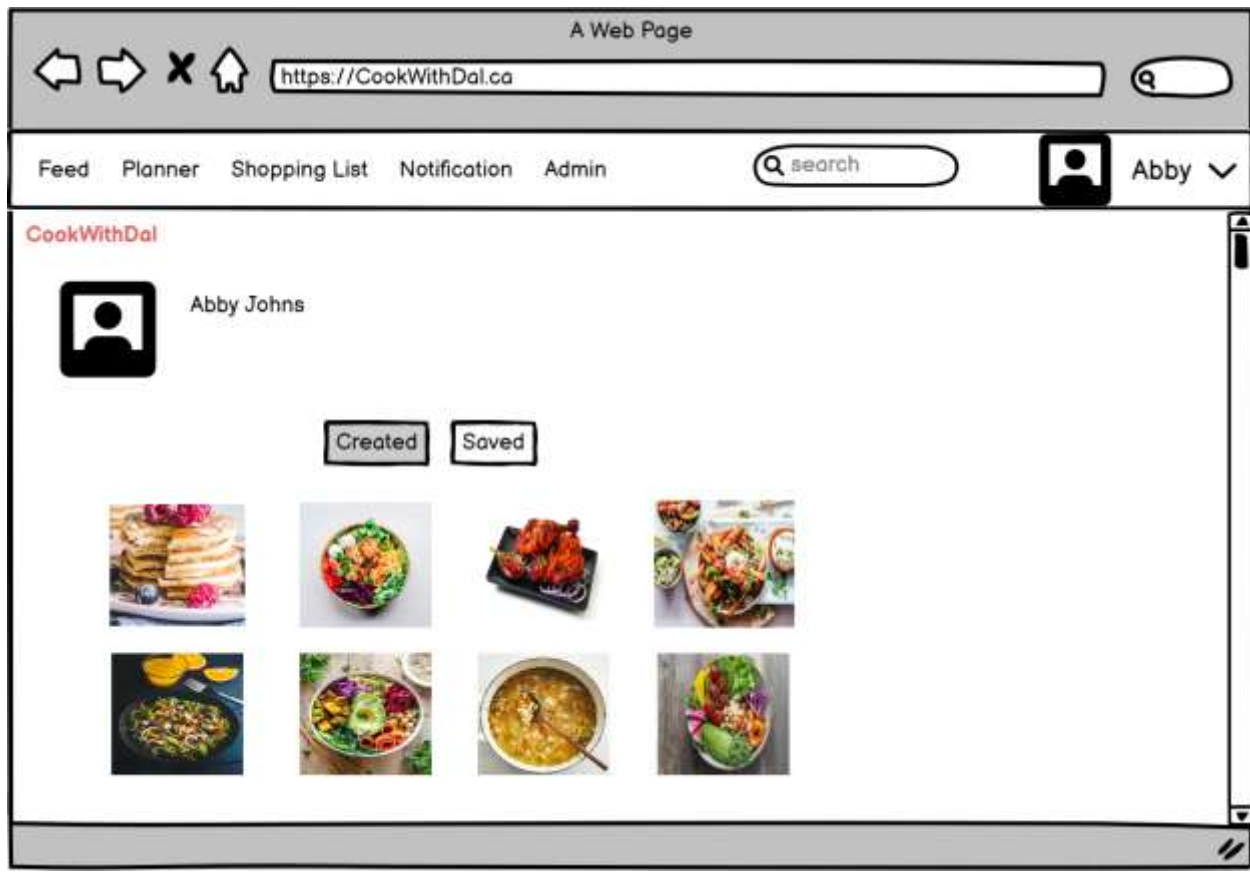 A Web Page
https://CookWithDal.ca
Feed Planner Shopping List Notification Admin search Abby
CookWithDal
Abby Johns
Created Saved